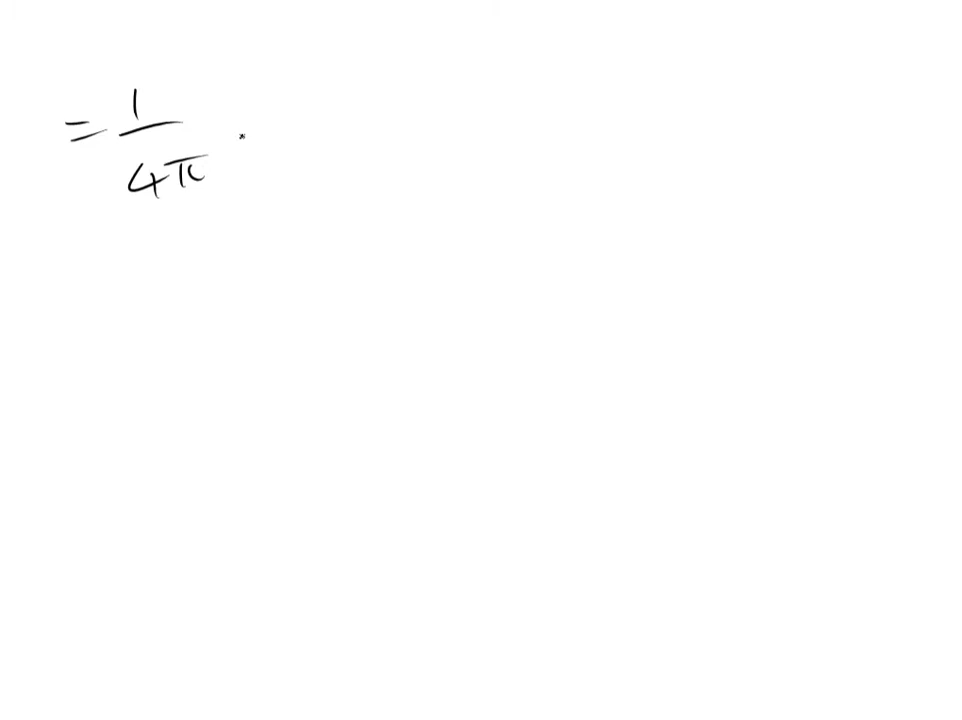 = 1/4π .